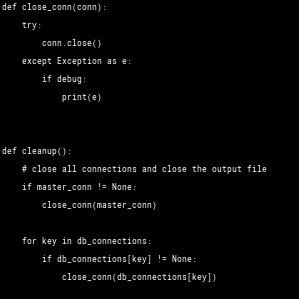 def close_conn(conn):
    try:
        conn.close()
    except Exception as e:
        if debug:
            print(e)
def cleanup():
    # close all connections and close the output file
    if master_conn != None:
        close_conn(master_conn)
    for key in db_connections:
        if db_connections[key] != None:
            close_conn(db_connections[key])